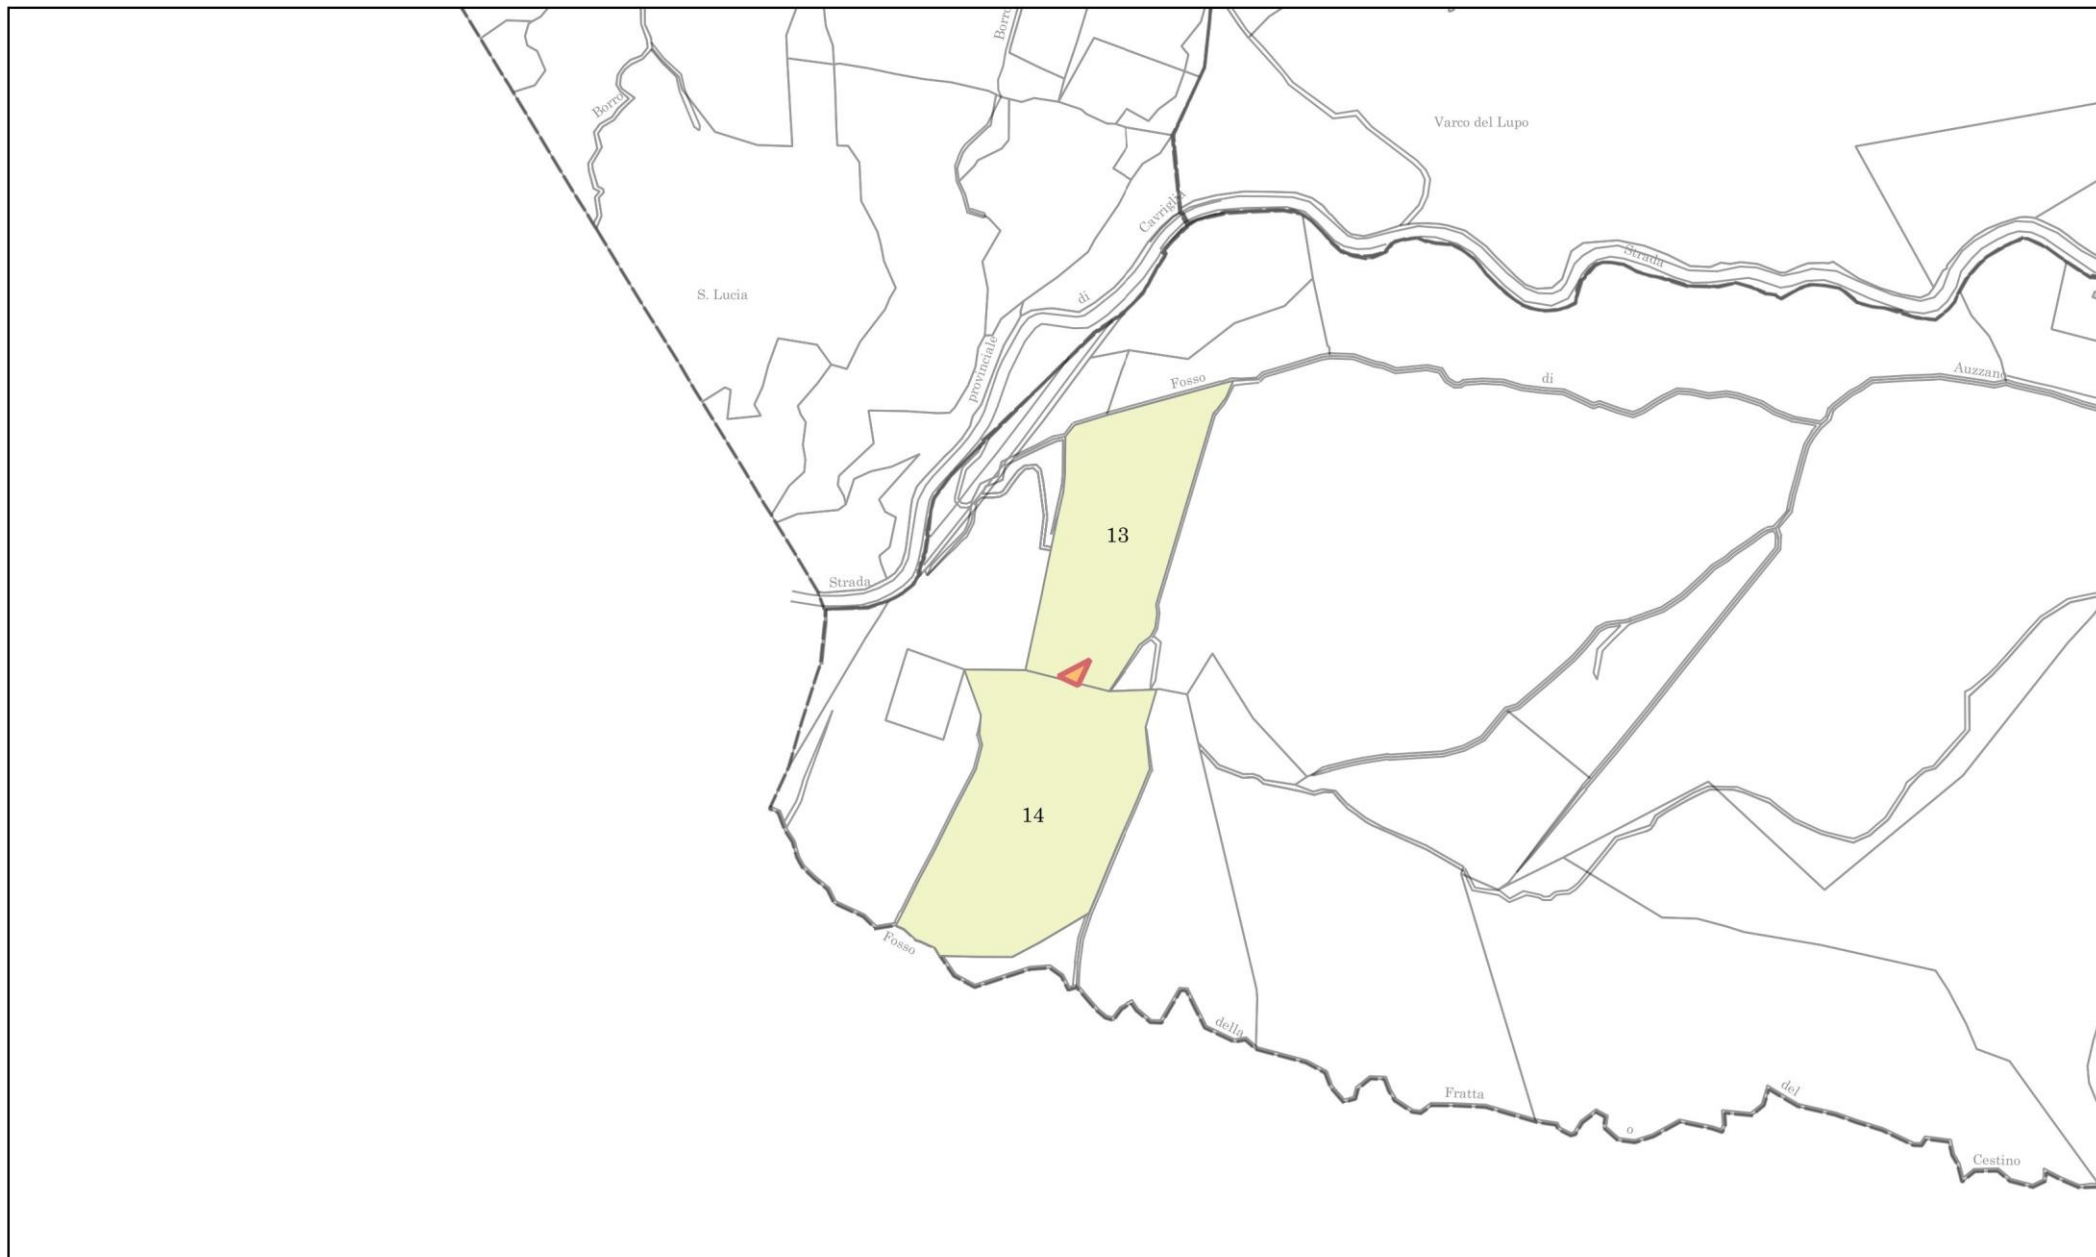 Borro
Borro
Varco del Lupo
Cavriglia
Strada
S. Lucia
di
provinciale
Fosso
di
Auzzano
13
Strada
14
Fosso
della
Fratta
o
del
Cestino